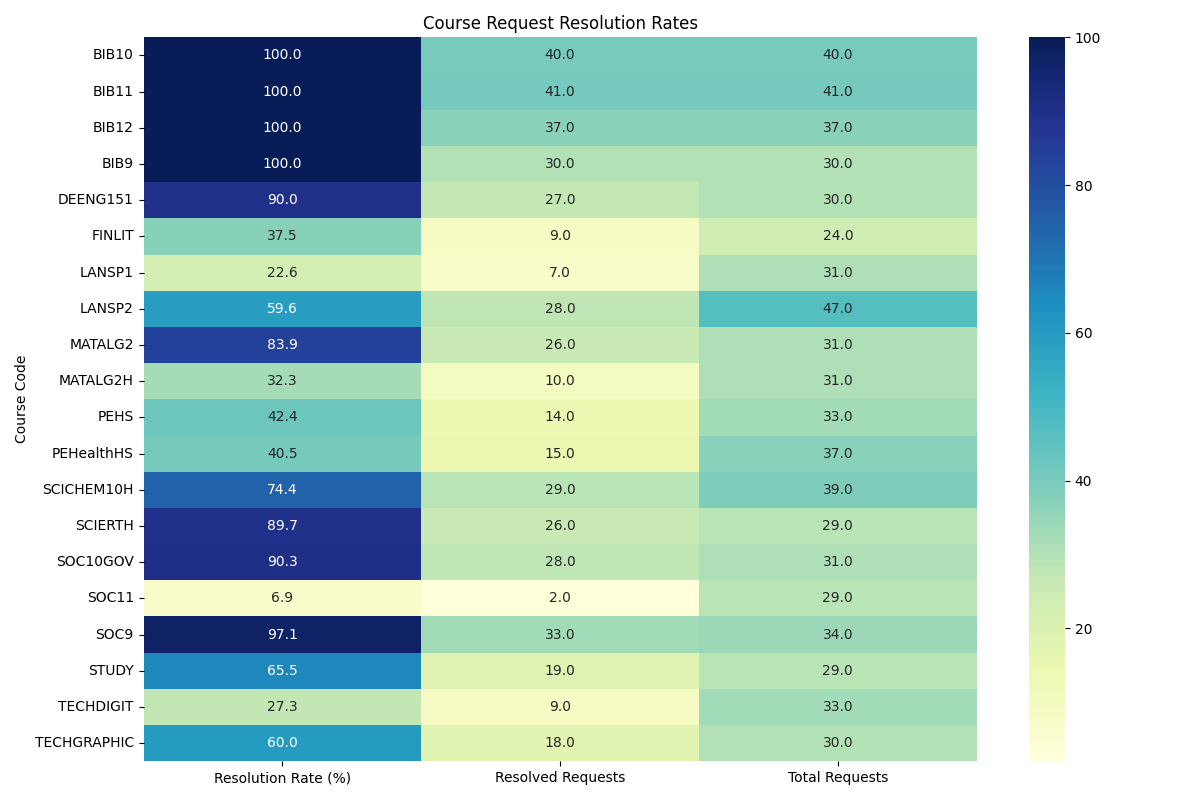 Course Request Resolution Rates
BIB10 100.0 40.0 40.0
BIB11 100.0 41.0 41.0
BIB12 100.0 37.0 37.0
BIB9 100.0 30.0 30.0
DEENG151 90.0 27.0 30.0
FINLIT 37.5 9.0 24.0
LANSP1 22.6 7.0 31.0
LANSP2 59.6 28.0 47.0
MATALG2 83.9 26.0 31.0
MATALG2H 32.3 10.0 31.0
PEHS 42.4 14.0 33.0
PEHealthHS 40.5 15.0 37.0
SCICHEM10H 74.4 29.0 39.0
SCIERTH 89.7 26.0 29.0
SOC10GOV 90.3 28.0 31.0
SOC11 6.9 2.0 29.0
SOC9 97.1 33.0 34.0
STUDY 65.5 19.0 29.0
TECHDIGIT 27.3 9.0 33.0
TECHGRAPHIC 60.0 18.0 30.0
Resolution Rate (%) Resolved Requests Total Requests
Course Code
100
80
60
40
20